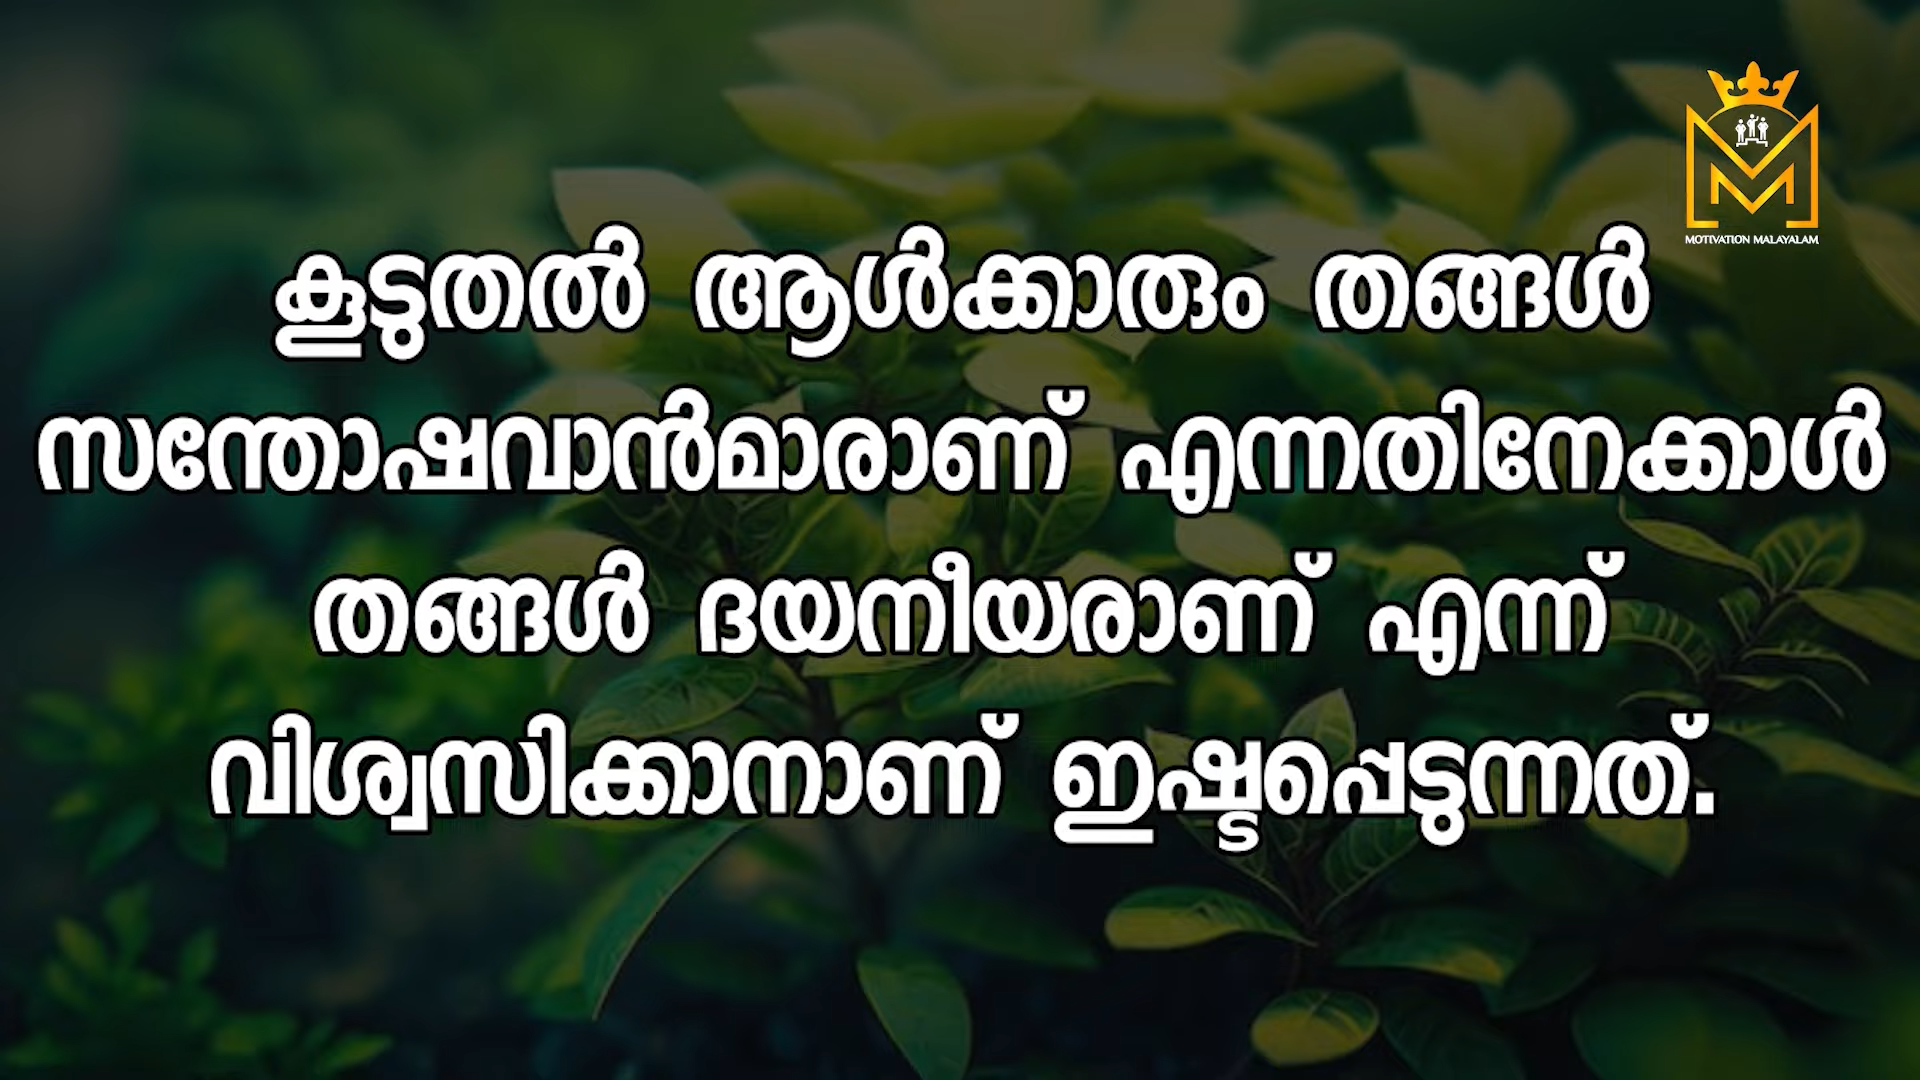 MOTIVATION MALAYALAM
കൂടുതൽ ആൾക്കാരും തങ്ങൾ
സന്തോഷവാൻമാരാണ് എന്നതിനേക്കാൾ
തങ്ങൾ ദയനീയരാണ് എന്ന്
വിശ്വസിക്കാനാണ് ഇഷ്ടപ്പെടുന്നത്.